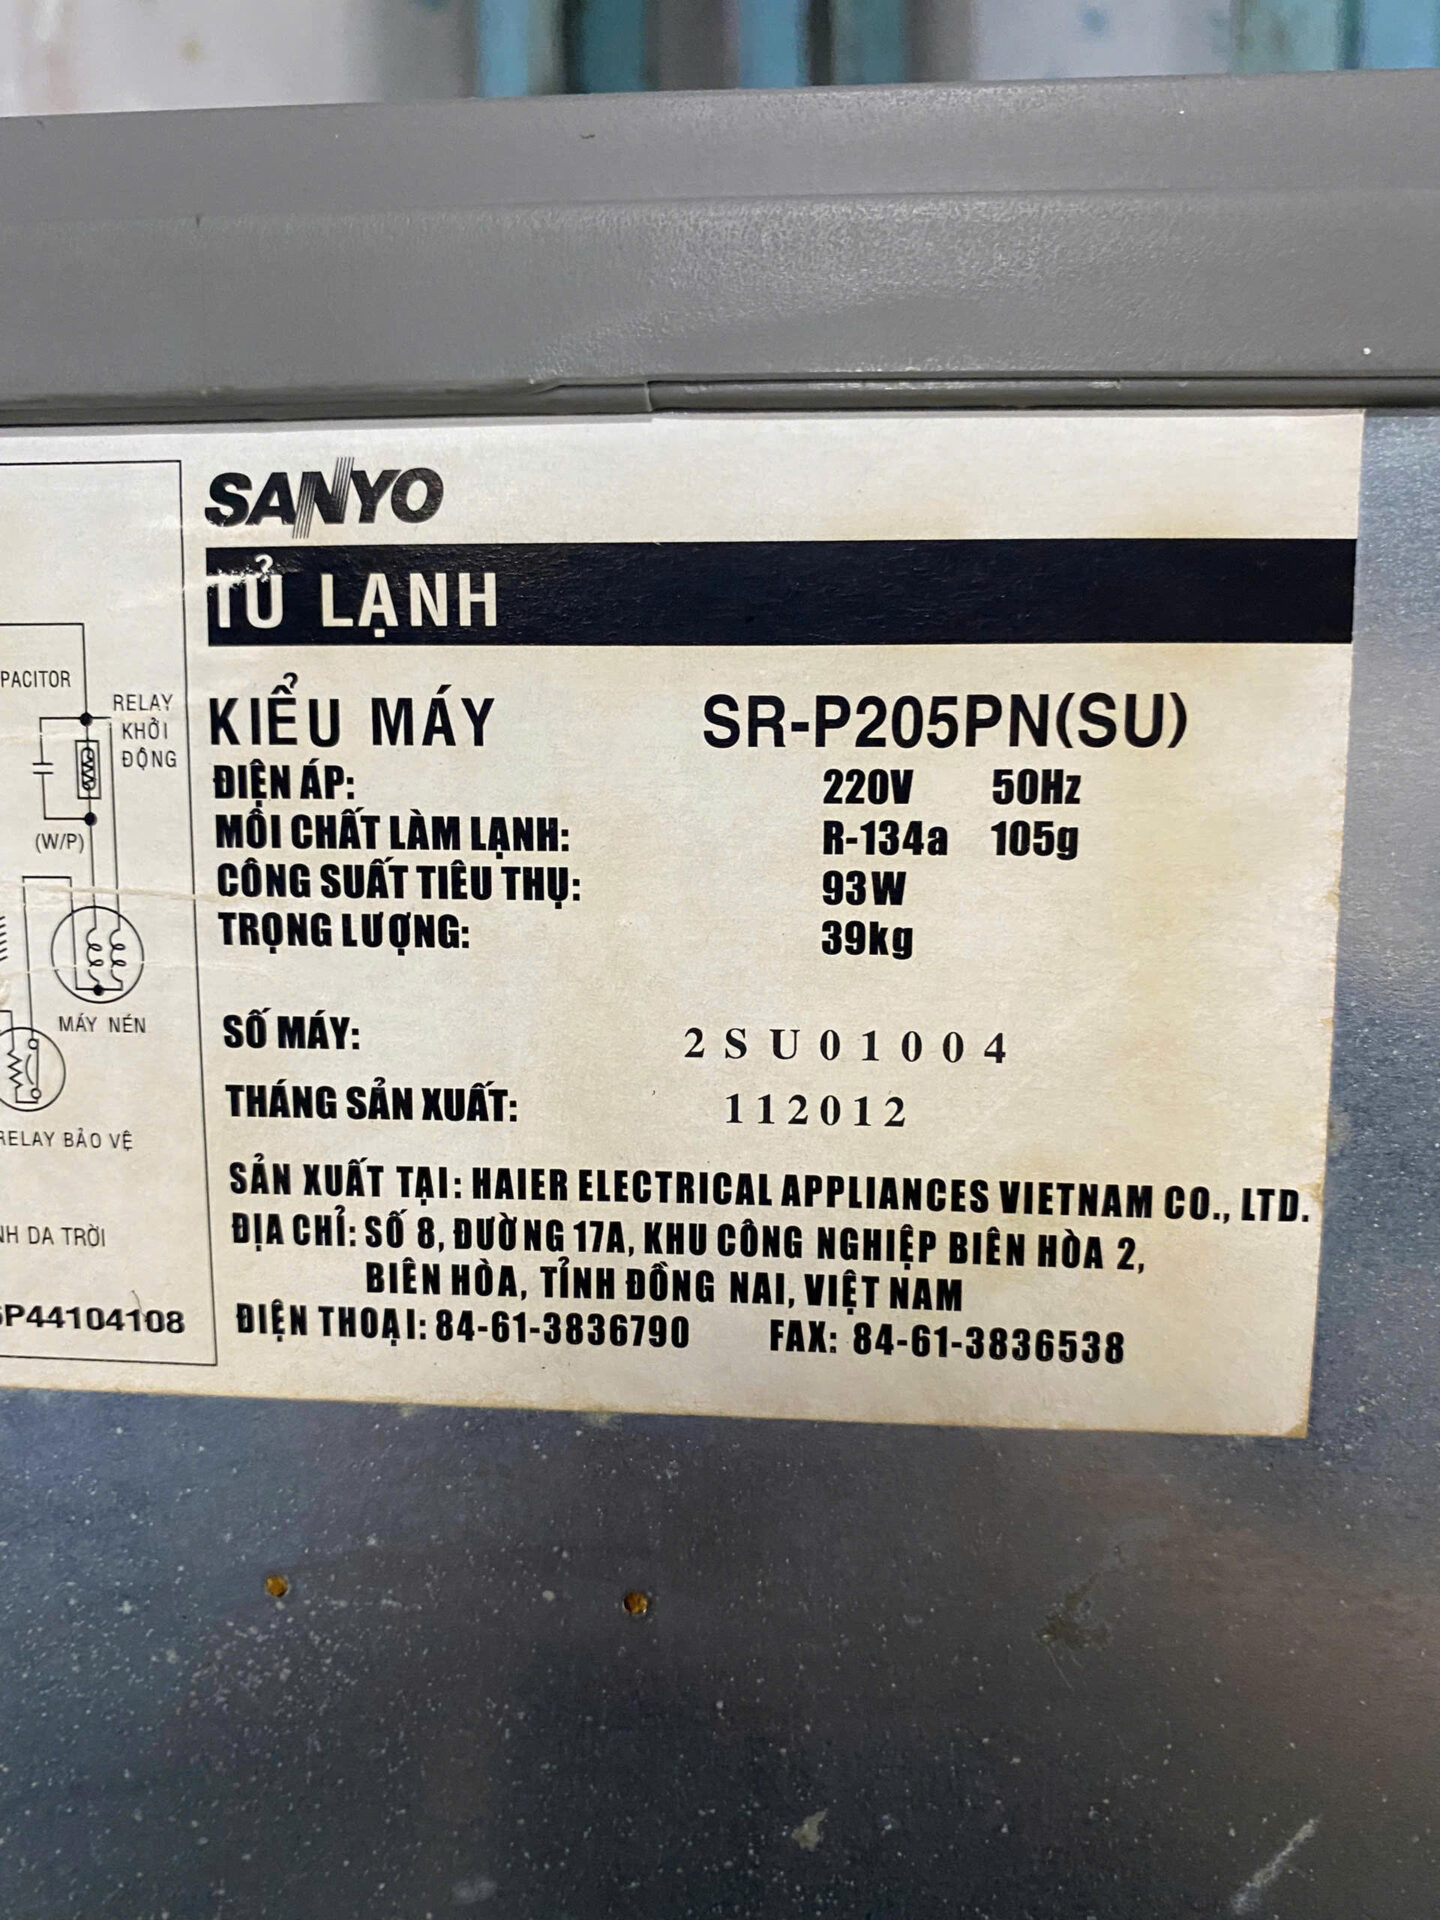 SANYO
TỦ LẠNH
KIỂU MÁY SR-P205PN(SU)
ĐIỆN ÁP: 220V 50Hz
MÔI CHẤT LÀM LẠNH: R-134a 105g
CÔNG SUẤT TIÊU THỤ: 93W
TRỌNG LƯỢNG: 39kg
SỐ MÁY: 2SU01004
THÁNG SẢN XUẤT: 112012
SẢN XUẤT TẠI: HAIER ELECTRICAL APPLIANCES VIETNAM CO., LTD.
ĐỊA CHỈ: SỐ 8, ĐƯỜNG 17A, KHU CÔNG NGHIỆP BIÊN HÒA 2,
BIÊN HÒA, TỈNH ĐỒNG NAI, VIỆT NAM
ĐIỆN THOẠI: 84-61-3836790 FAX: 84-61-3836538
PACITOR
RELAY
KHỞI
ĐỘNG
(W/P)
MÁY NÉN
RELAY BẢO VỆ
NH DA TRỜI
P44104108